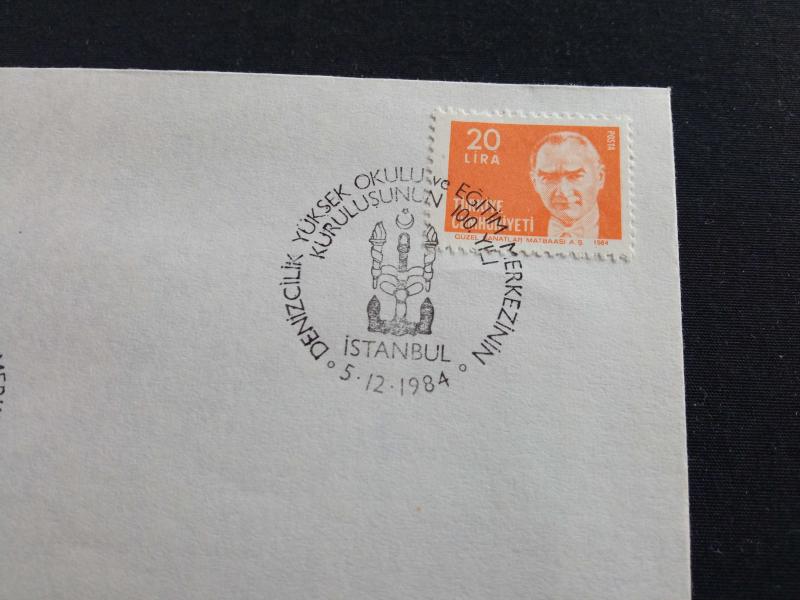 20
LİRA
POSTA
TÜRKİYE
CUMHURİYETİ
GÜZEL SANATLAR MATBAASI A.Ş. 1984
DENİZCİLİK YÜKSEK OKULU ve EĞİTİM MERKEZİNİN
KURULUŞUNUN 100. YILI
İSTANBUL
5.12.1984